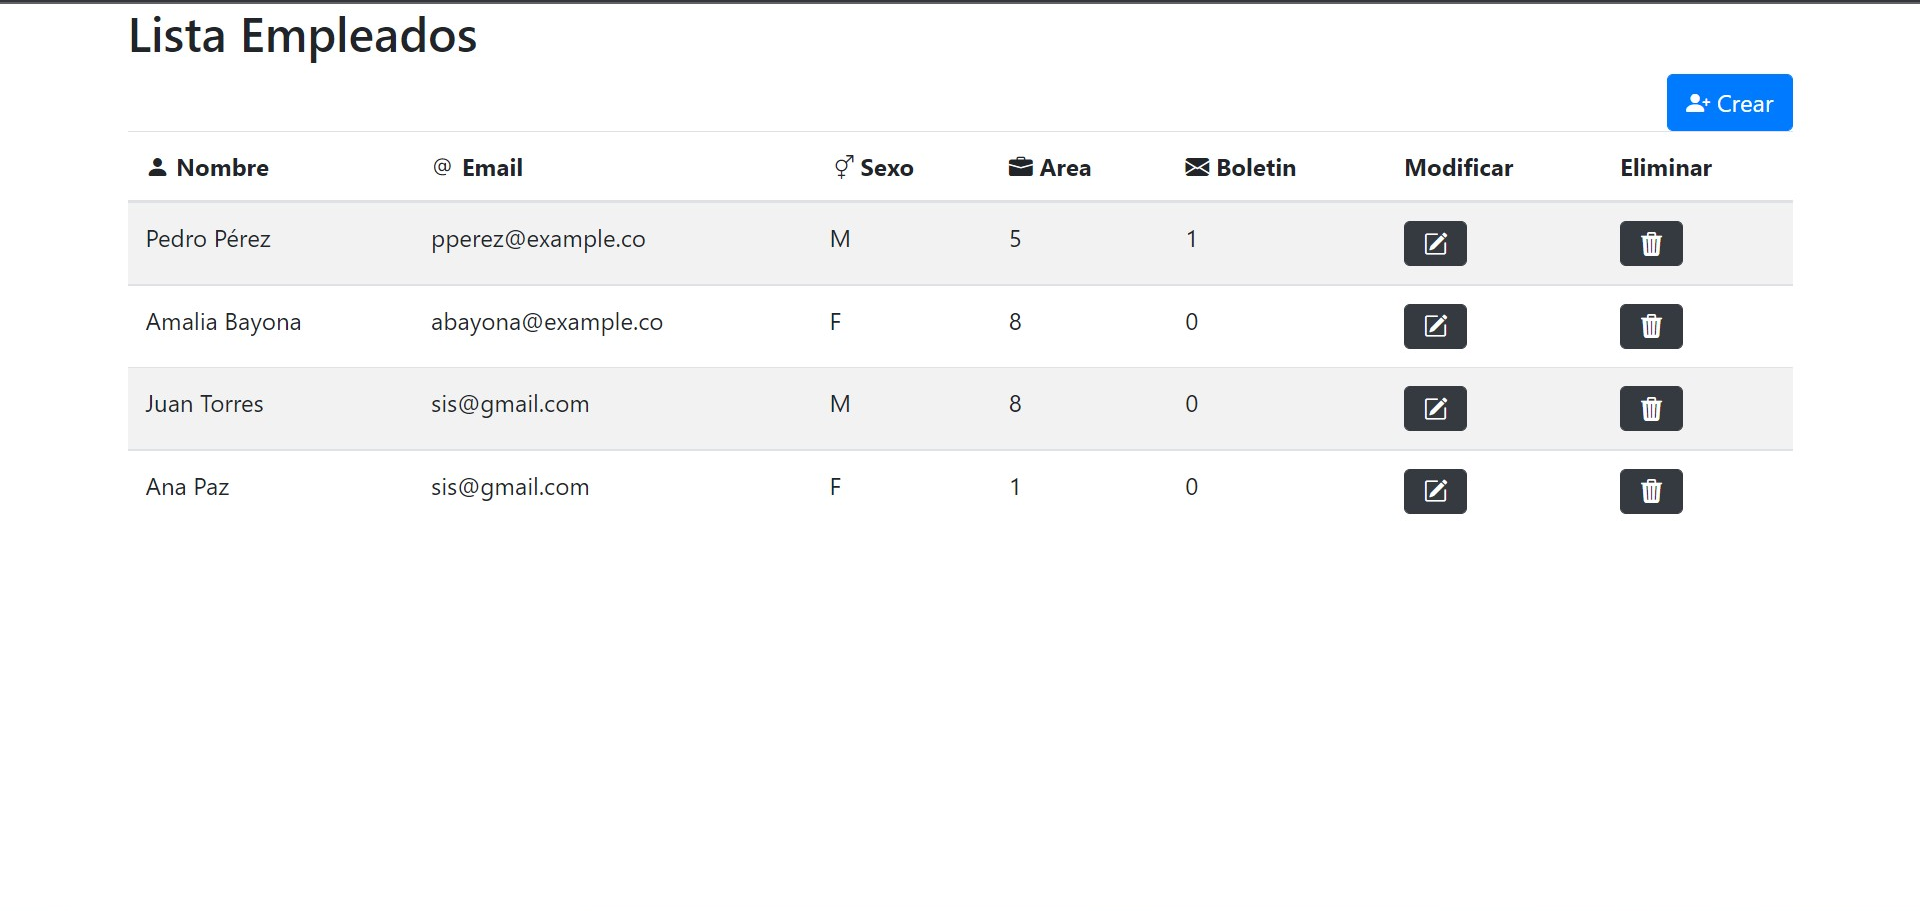 Lista Empleados
Crear
Nombre @ Email Sexo Area Boletin Modificar Eliminar
Pedro Pérez pperez@example.co M 5 1
Amalia Bayona abayona@example.co F 8 0
Juan Torres sis@gmail.com M 8 0
Ana Paz sis@gmail.com F 1 0